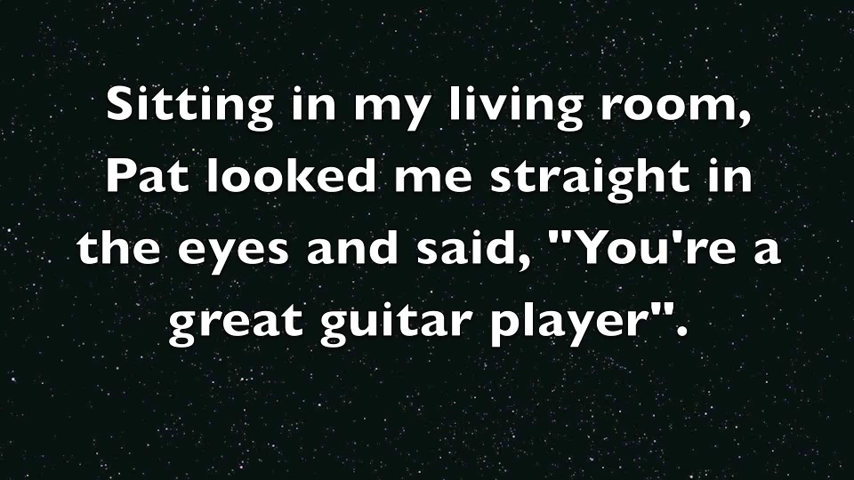 Sitting in my living room,
Pat looked me straight in
the eyes and said, "You're a
great guitar player".